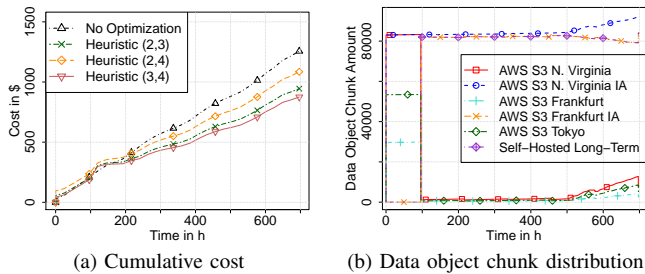 No Optimization
Heuristic (2,3)
Heuristic (2,4)
Heuristic (3,4)
Cost in $
0
500
1000
1500
0
200
400
600
Time in h
(a) Cumulative cost
AWS S3 N. Virginia
AWS S3 N. Virginia IA
AWS S3 Frankfurt
AWS S3 Frankfurt IA
AWS S3 Tokyo
Self-Hosted Long-Term
Data Object Chunk Amount
0
40000
80000
0
200
400
600
Time in h
(b) Data object chunk distribution